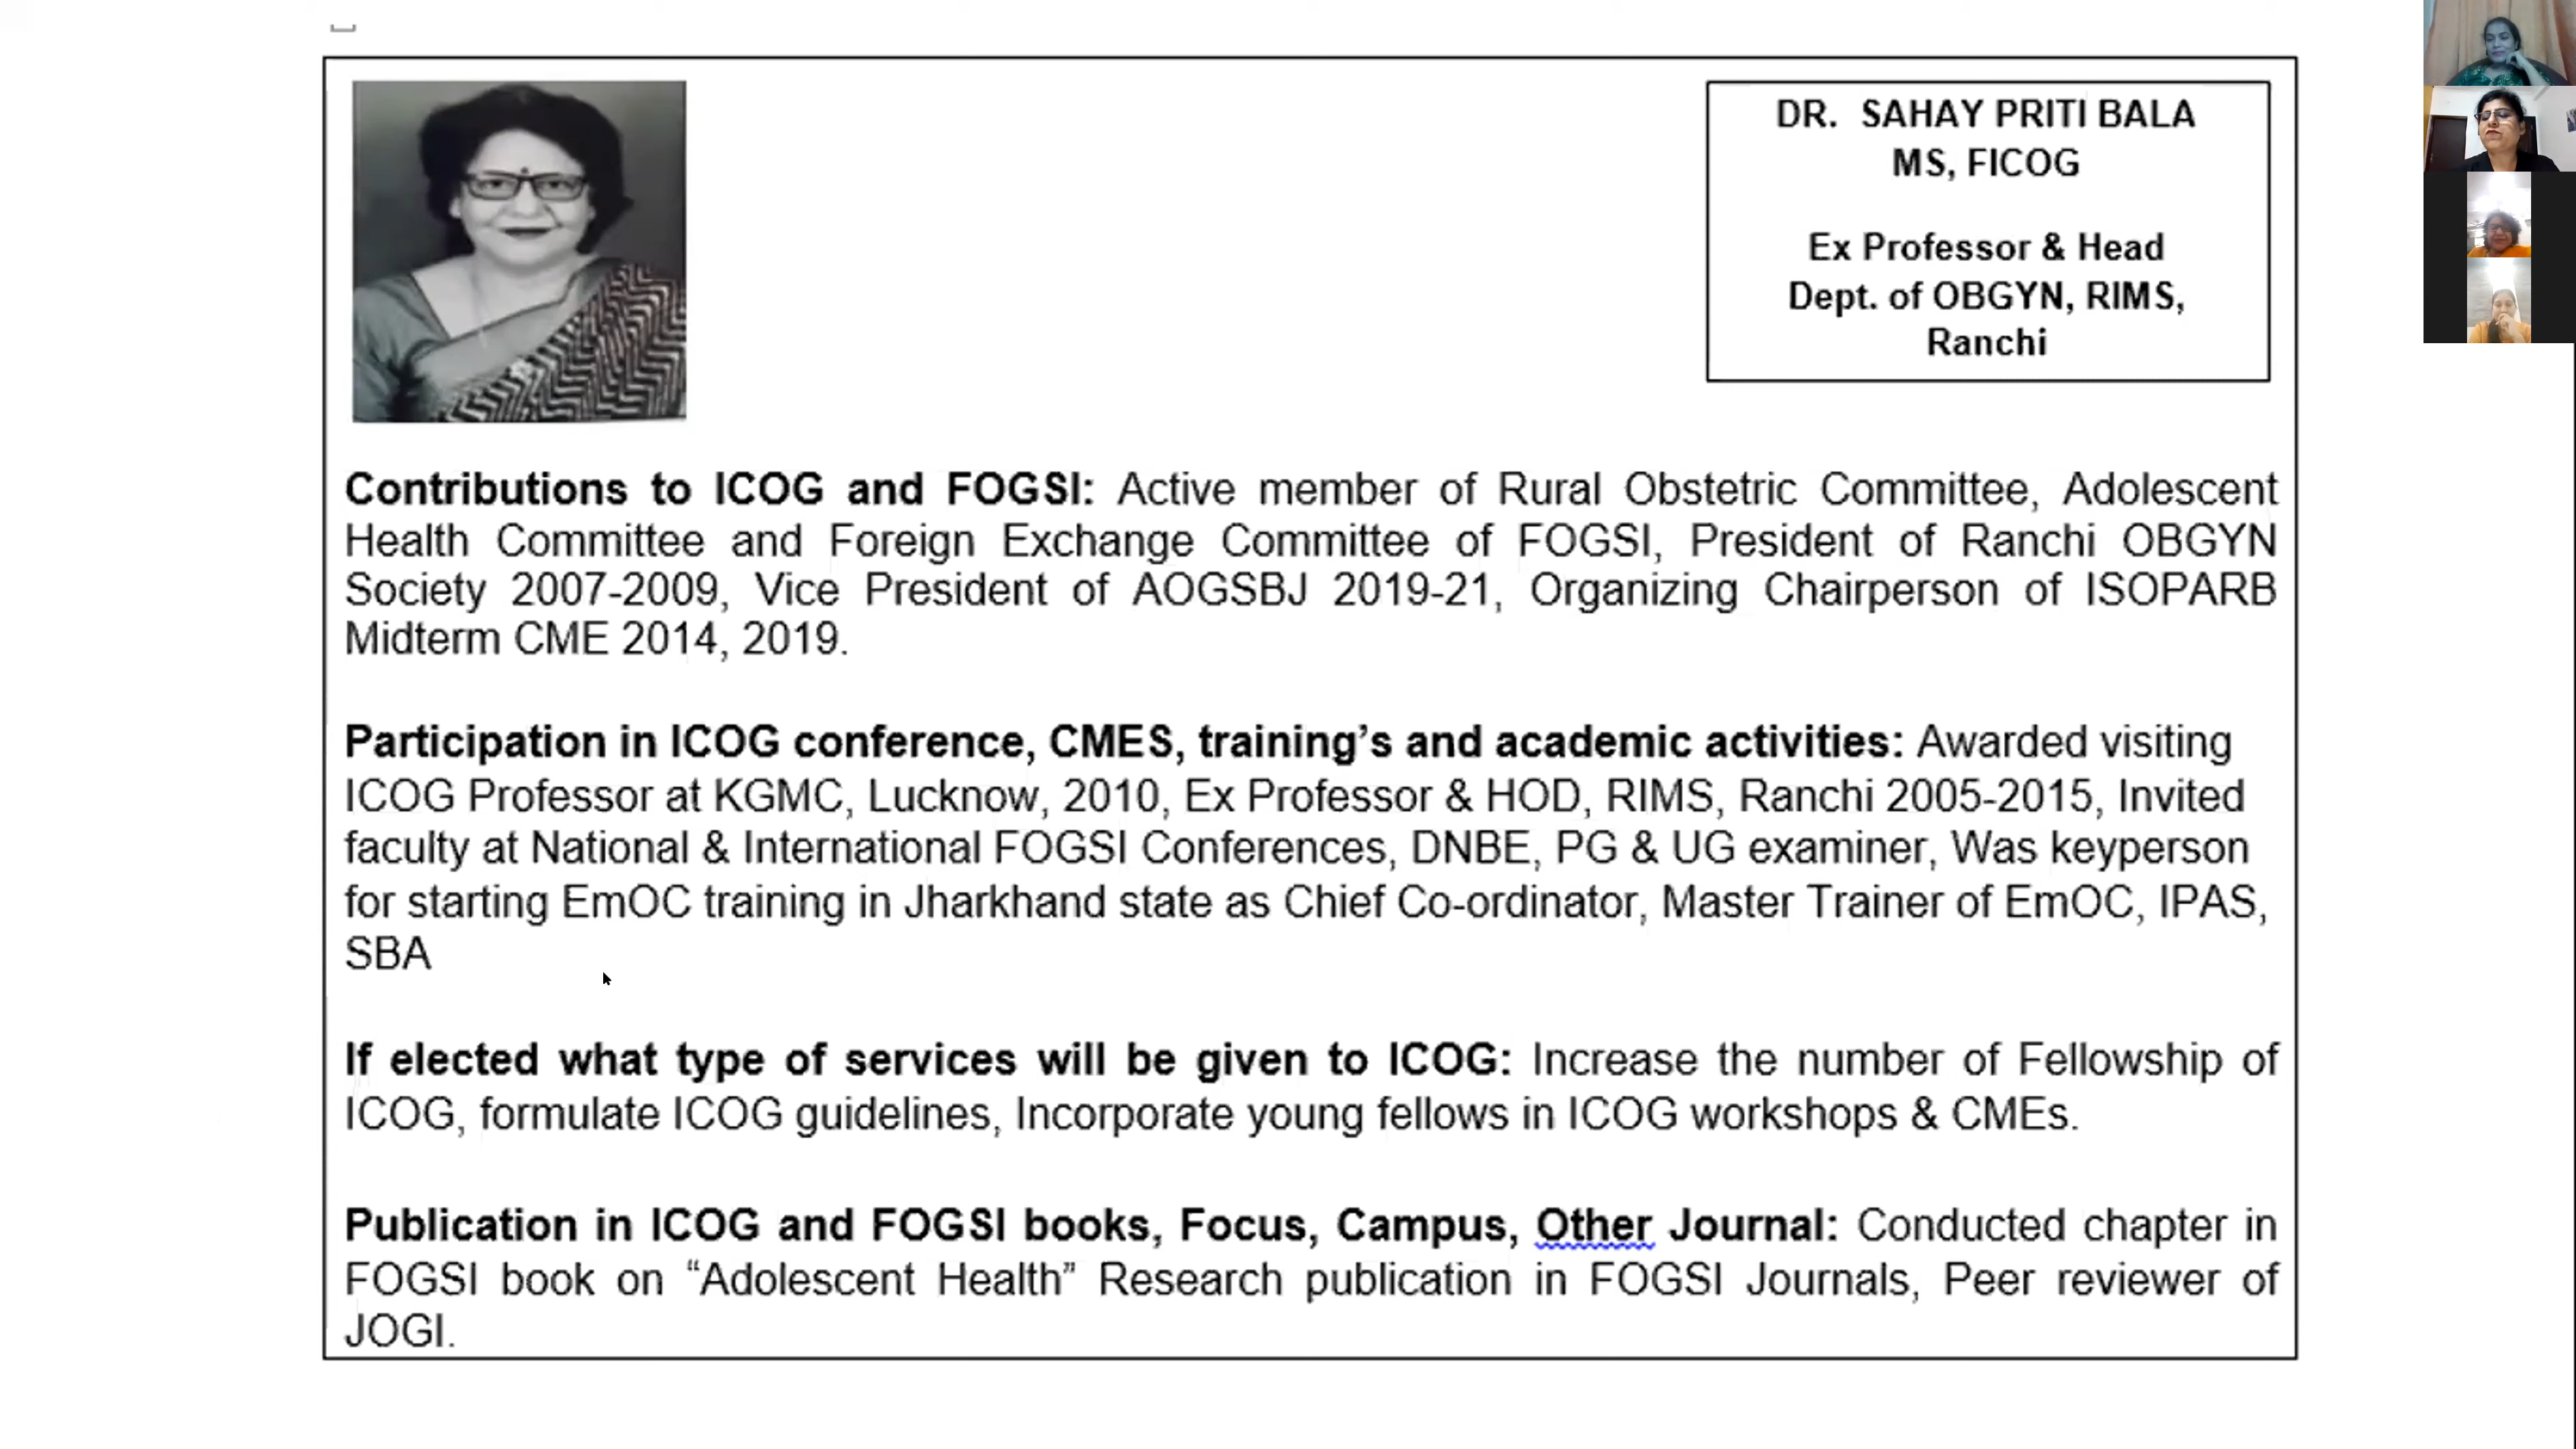 DR. SAHAY PRITI BALA
MS, FICOG
Ex Professor & Head
Dept. of OBGYN, RIMS,
Ranchi
Contributions to ICOG and FOGSI: Active member of Rural Obstetric Committee, Adolescent
Health Committee and Foreign Exchange Committee of FOGSI, President of Ranchi OBGYN
Society 2007-2009, Vice President of AOGSBJ 2019-21, Organizing Chairperson of ISOPARB
Midterm CME 2014, 2019.
Participation in ICOG conference, CMES, training’s and academic activities: Awarded visiting
ICOG Professor at KGMC, Lucknow, 2010, Ex Professor & HOD, RIMS, Ranchi 2005-2015, Invited
faculty at National & International FOGSI Conferences, DNBE, PG & UG examiner, Was keyperson
for starting EmOC training in Jharkhand state as Chief Co-ordinator, Master Trainer of EmOC, IPAS,
SBA
If elected what type of services will be given to ICOG: Increase the number of Fellowship of
ICOG, formulate ICOG guidelines, Incorporate young fellows in ICOG workshops & CMEs.
Publication in ICOG and FOGSI books, Focus, Campus, Other Journal: Conducted chapter in
FOGSI book on “Adolescent Health” Research publication in FOGSI Journals, Peer reviewer of
JOGI.